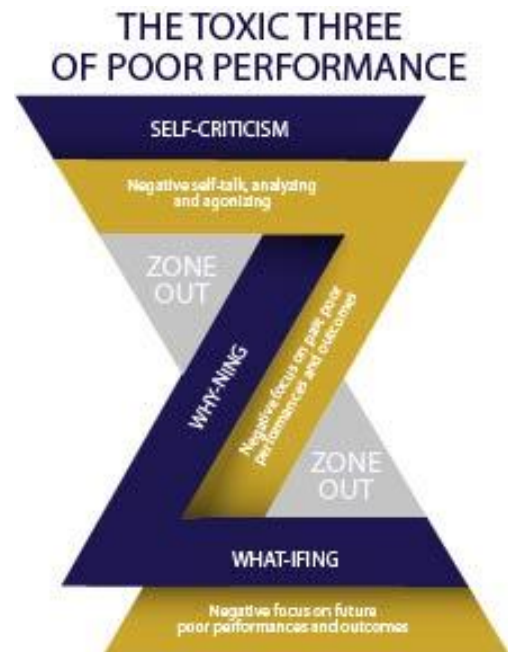 THE TOXIC THREE
OF POOR PERFORMANCE
SELF-CRITICISM
Negative self-talk, analyzing
and agonizing
ZONE
OUT
WHY-NING
Negative focus on past poor
performances and outcomes
ZONE
OUT
WHAT-IFING
Negative focus on future
poor performances and outcomes